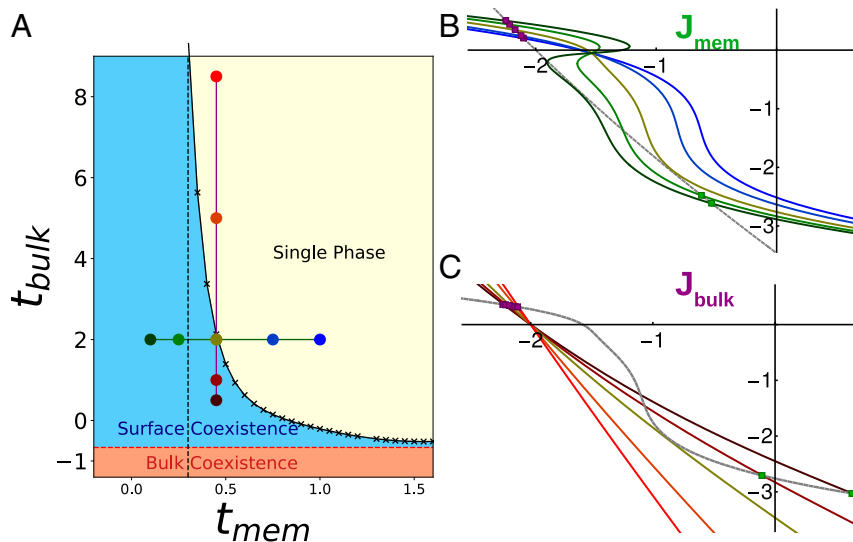 A
t_bulk
8
6
4
2
0
−1
Single Phase
Surface Coexistence
Bulk Coexistence
0.0
0.5
1.0
1.5
t_mem
B
J_mem
−2
−1
−1
−2
−3
C
J_bulk
−2
−1
−1
−2
−3